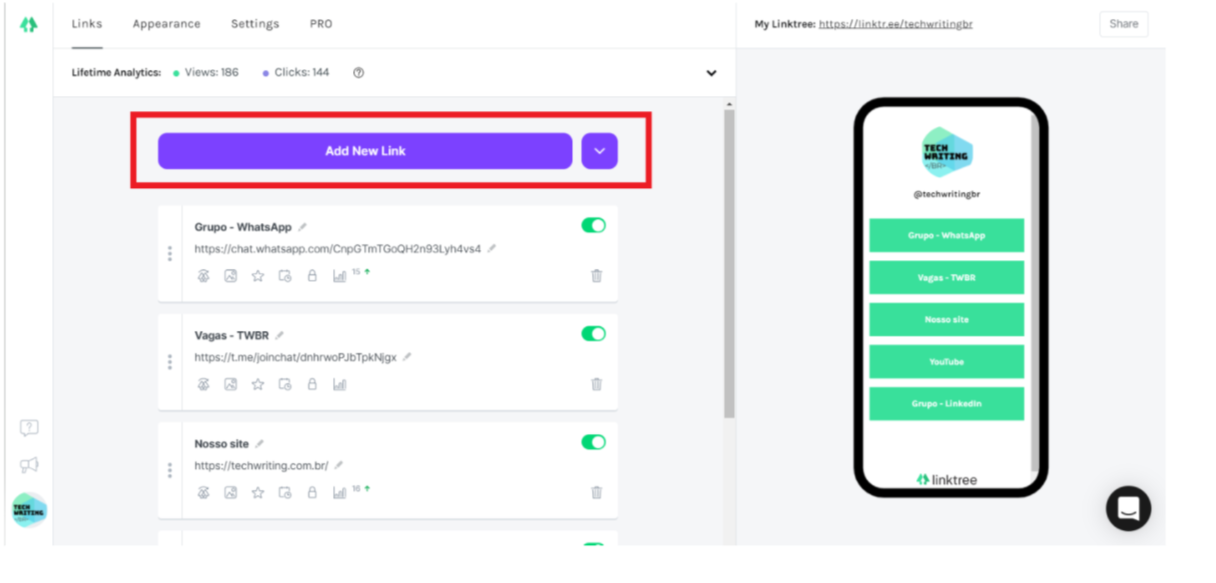 Links Appearance Settings PRO
My Linktree: https://linktr.ee/techwritingbr
Share
Lifetime Analytics: Views: 186 Clicks: 144
Add New Link
Grupo - WhatsApp
https://chat.whatsapp.com/CnpGTmTGoQH2n93Lyh4vs4
15
Vagas - TWBR
https://t.me/joinchat/dnhrwoPJbTpkNjgx
Nosso site
https://techwriting.com.br/
16
TECH
WRITING
TECH
WRITING
@techwritingbr
Grupo - WhatsApp
Vagas - TWBR
Nosso site
YouTube
Grupo - LinkedIn
linktree